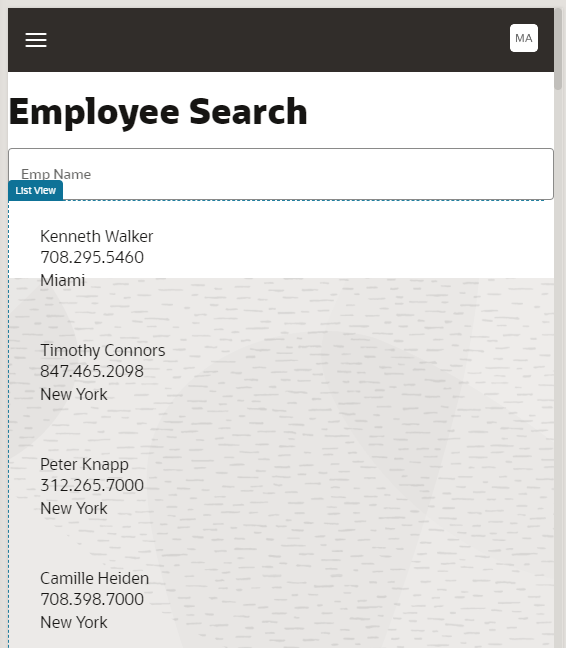 MA
Employee Search
Emp Name
List View
Kenneth Walker
708.295.5460
Miami
Timothy Connors
847.465.2098
New York
Peter Knapp
312.265.7000
New York
Camille Heiden
708.398.7000
New York